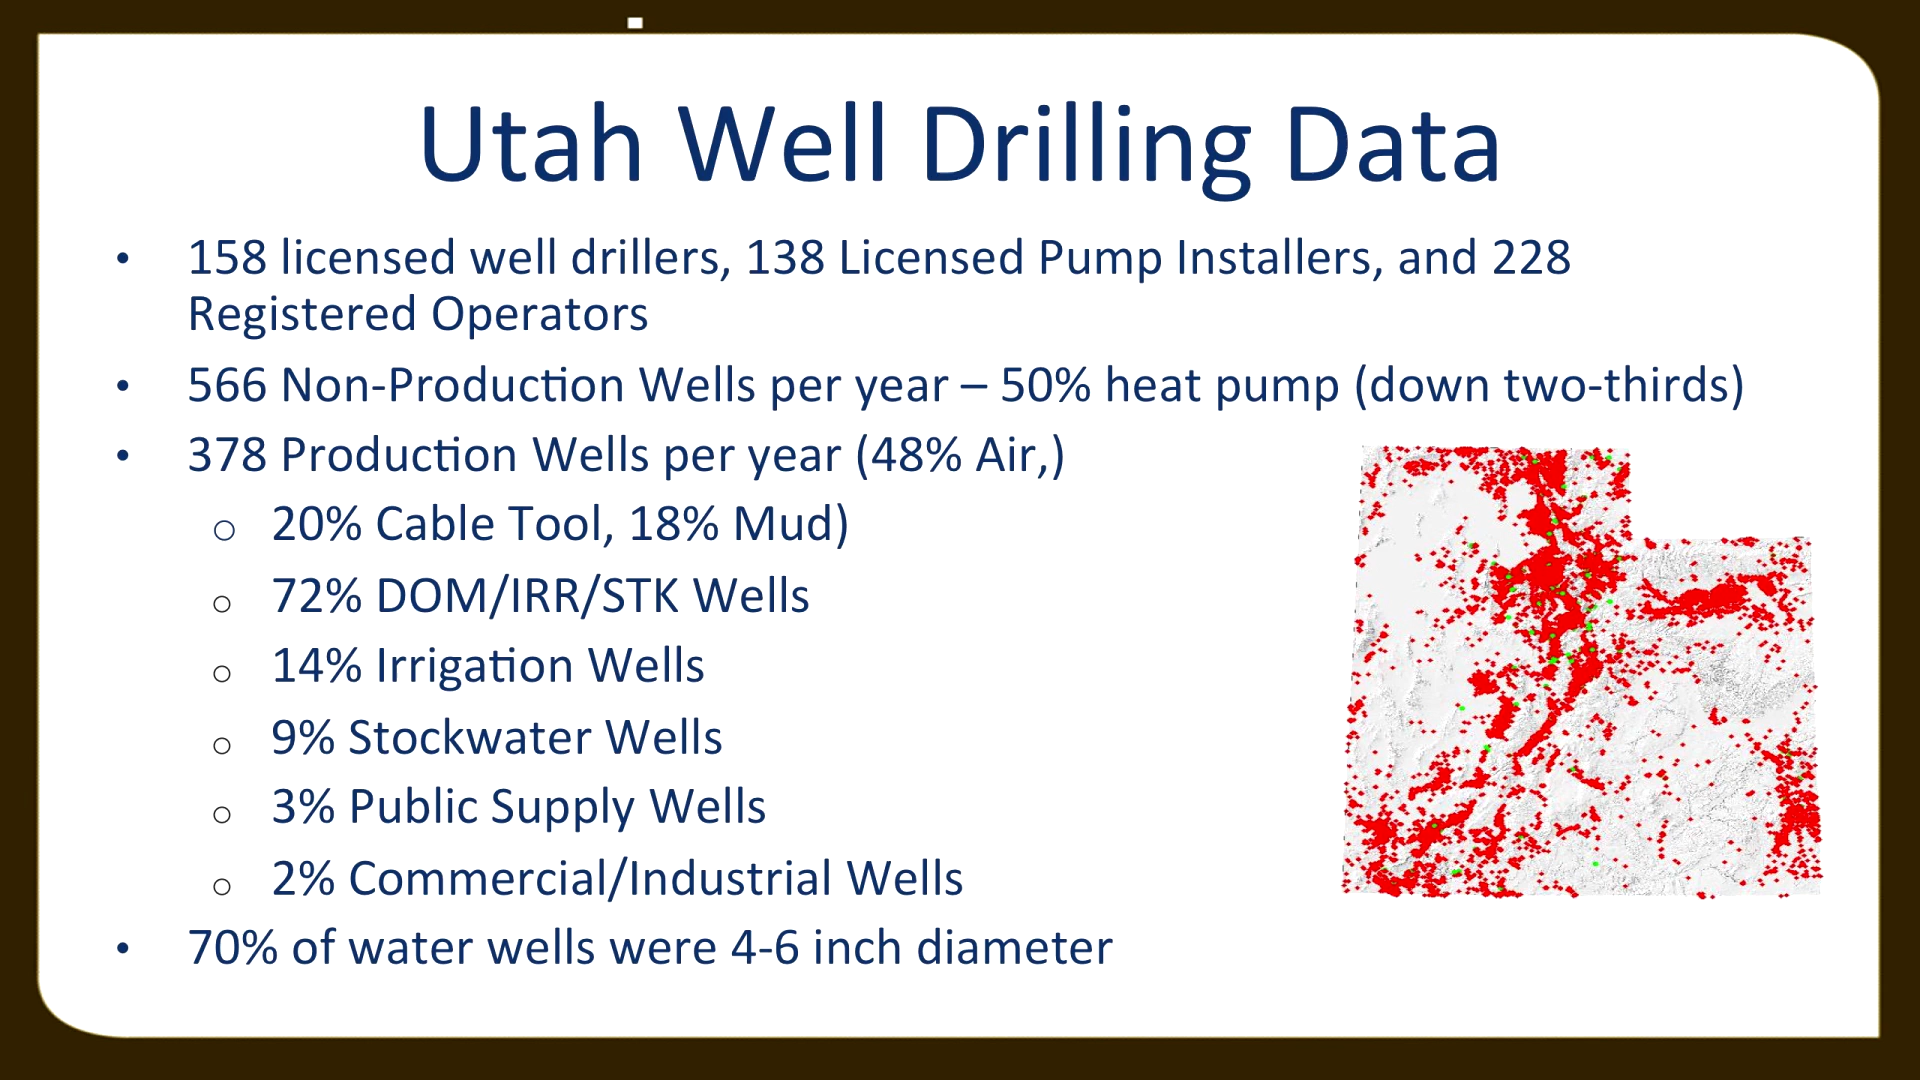 Utah Well Drilling Data
• 158 licensed well drillers, 138 Licensed Pump Installers, and 228
Registered Operators
• 566 Non-Production Wells per year – 50% heat pump (down two-thirds)
• 378 Production Wells per year (48% Air,)
o 20% Cable Tool, 18% Mud)
o 72% DOM/IRR/STK Wells
o 14% Irrigation Wells
o 9% Stockwater Wells
o 3% Public Supply Wells
o 2% Commercial/Industrial Wells
• 70% of water wells were 4-6 inch diameter